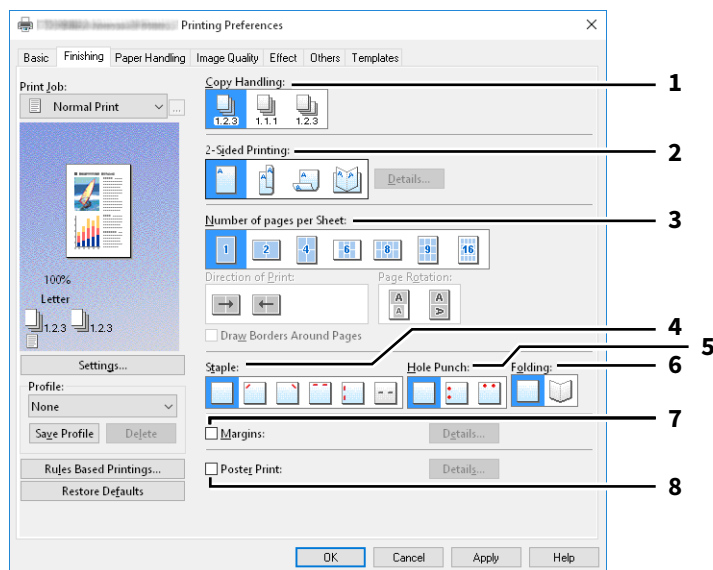 Printing Preferences
Basic Finishing Paper Handling Image Quality Effect Others Templates
Print Job:
Normal Print
...
100%
Letter
1.2.3 1.2.3
Settings...
Profile:
None
Save Profile Delete
Rules Based Printings...
Restore Defaults
Copy Handling:
1
1.2.3 1.1.1 1.2.3
2-Sided Printing:
2
A A A A A
Details...
Number of pages per Sheet:
3
1 2 4 6 8 9 16
Direction of Print: Page Rotation:
A A A A
Draw Borders Around Pages
4
Staple: Hole Punch: Folding:
5
6
Margins: Details...
7
Poster Print: Details...
8
OK Cancel Apply Help